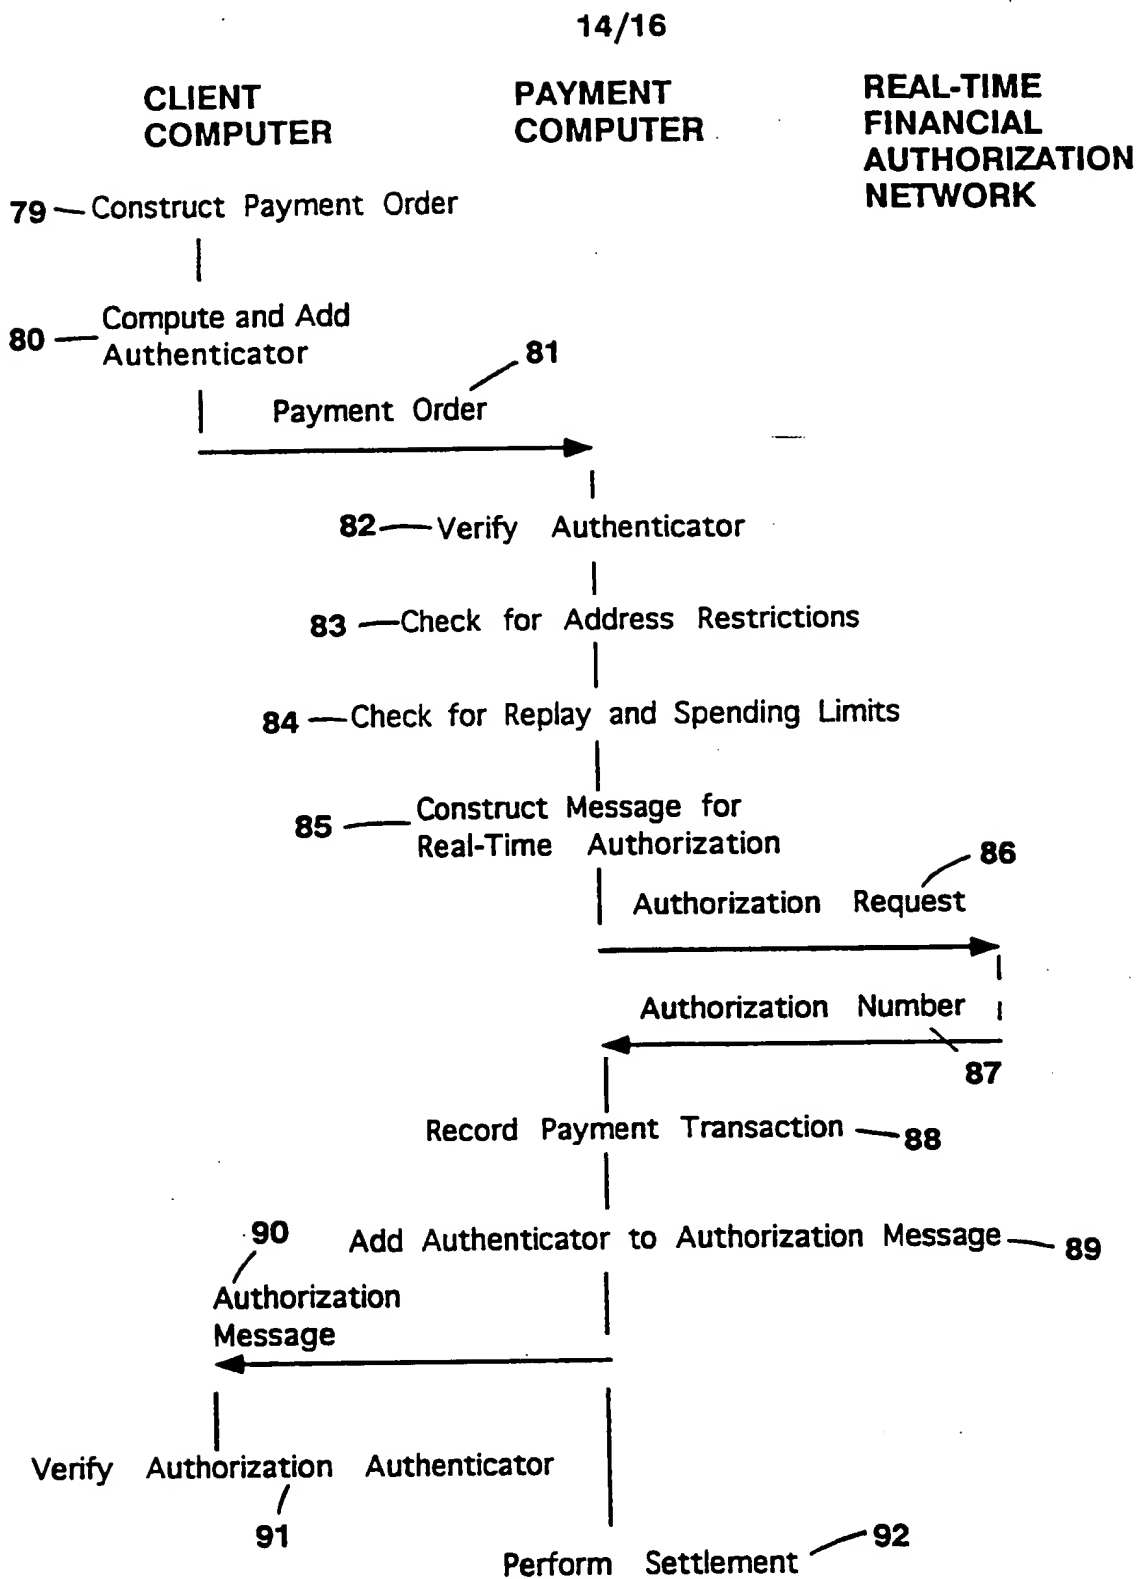 14/16
CLIENT
COMPUTER
PAYMENT
COMPUTER
REAL-TIME
FINANCIAL
AUTHORIZATION
NETWORK
79 Construct Payment Order
80 Compute and Add
Authenticator
81
Payment Order
82 Verify Authenticator
83 Check for Address Restrictions
84 Check for Replay and Spending Limits
85 Construct Message for
Real-Time Authorization
86
Authorization Request
Authorization Number
87
Record Payment Transaction 88
90
Add Authenticator to Authorization Message 89
Authorization
Message
Verify Authorization Authenticator
91
92
Perform Settlement